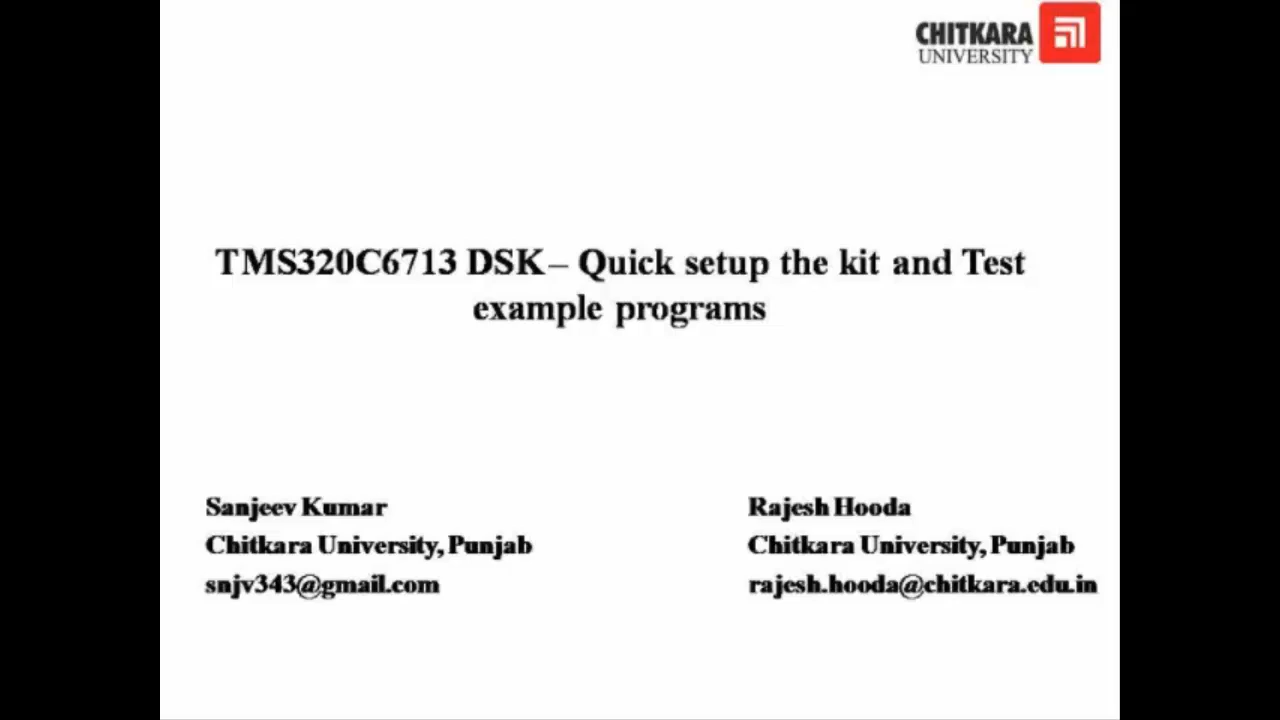 CHITKARA
UNIVERSITY
TMS320C6713 DSK – Quick setup the kit and Test
example programs
Sanjeev Kumar
Chitkara University, Punjab
snjv343@gmail.com
Rajesh Hooda
Chitkara University, Punjab
rajesh.hooda@chitkara.edu.in